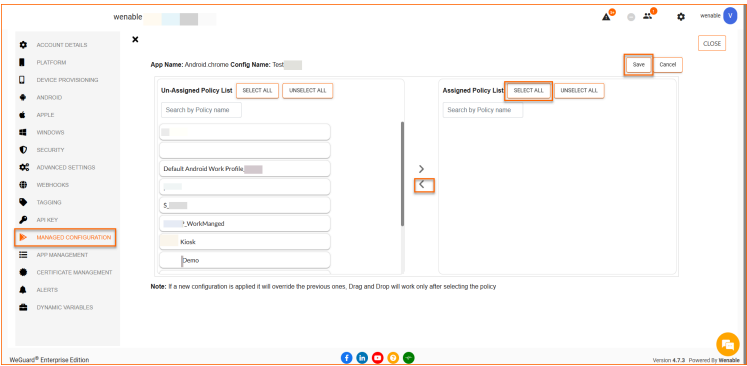 wenable
wenable V
CLOSE
ACCOUNT DETAILS
PLATFORM
DEVICE PROVISIONING
ANDROID
APPLE
WINDOWS
SECURITY
ADVANCED SETTINGS
WEBHOOKS
TAGGING
API KEY
MANAGED CONFIGURATION
APP MANAGEMENT
CERTIFICATE MANAGEMENT
ALERTS
DYNAMIC VARIABLES
App Name: Android.chrome Config Name: Test
Save Cancel
Un-Assigned Policy List SELECT ALL UNSELECT ALL
Search by Policy name
Default Android Work Profile
S_
_WorkManged
Kiosk
Demo
Assigned Policy List SELECT ALL UNSELECT ALL
Search by Policy name
Note: If a new configuration is applied it will override the previous ones, Drag and Drop will work only after selecting the policy
WeGuard® Enterprise Edition
Version 4.7.3 Powered By Wenable